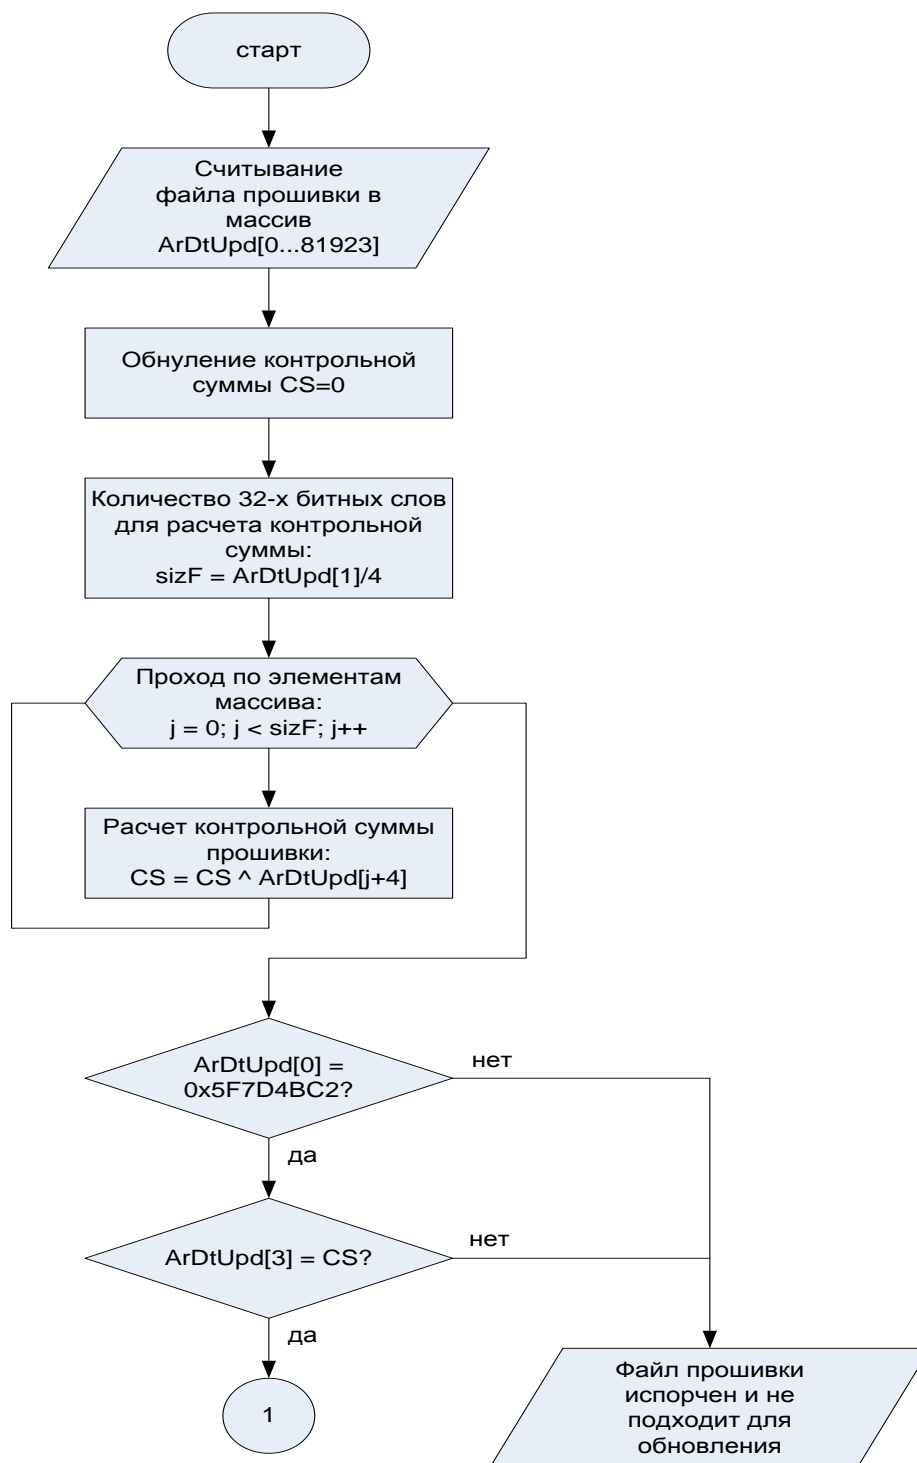 старт
Считывание
файла прошивки в
массив
ArDtUpd[0...81923]
Обнуление контрольной
суммы CS=0
Количество 32-х битных слов
для расчета контрольной
суммы:
sizF = ArDtUpd[1]/4
Проход по элементам
массива:
j = 0; j < sizF; j++
Расчет контрольной суммы
прошивки:
CS = CS ^ ArDtUpd[j+4]
ArDtUpd[0] =
0x5F7D4BC2?
нет
да
ArDtUpd[3] = CS?
нет
да
1
Файл прошивки
испорчен и не
подходит для
обновления